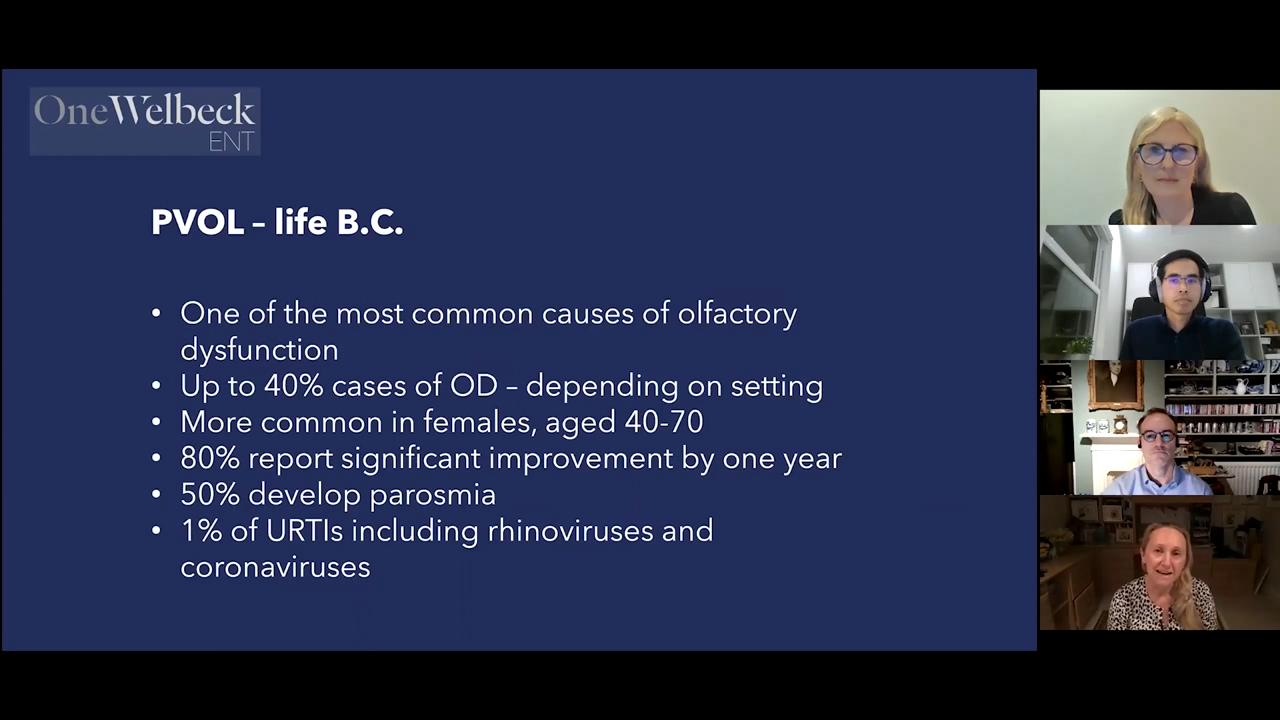 OneWelbeck
ENT
PVOL – life B.C.
• One of the most common causes of olfactory
dysfunction
• Up to 40% cases of OD – depending on setting
• More common in females, aged 40-70
• 80% report significant improvement by one year
• 50% develop parosmia
• 1% of URTIs including rhinoviruses and
coronaviruses